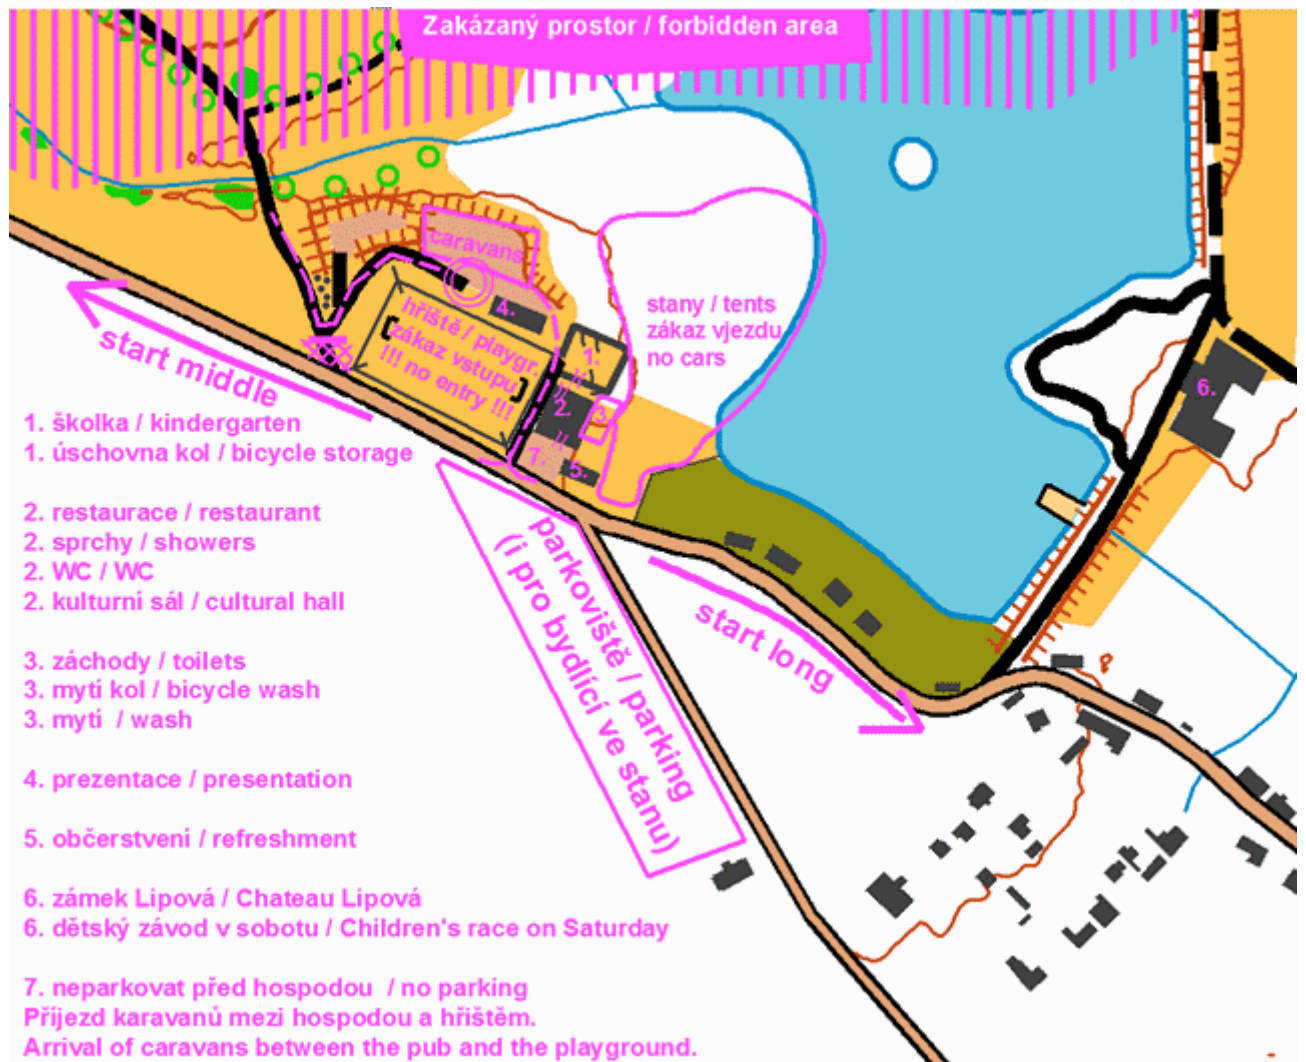 Zakázaný prostor / forbidden area
caravans
4.
hřiště / playgr.
zákaz vstupu
!!! no entry !!!
1.
2.
3.
7.
5.
stany / tents
zákaz vjezdu
no cars
6.
start middle
parkoviště / parking
(i pro bydlící ve stanu)
start long
1. školka / kindergarten
1. úschovna kol / bicycle storage
2. restaurace / restaurant
2. sprchy / showers
2. WC / WC
2. kulturni sál / cultural hall
3. záchody / toilets
3. mytí kol / bicycle wash
3. mytí / wash
4. prezentace / presentation
5. občerstvení / refreshment
6. zámek Lipová / Chateau Lipová
6. dětský závod v sobotu / Children's race on Saturday
7. neparkovat před hospodou / no parking
Příjezd karavanů mezi hospodou a hřištěm.
Arrival of caravans between the pub and the playground.